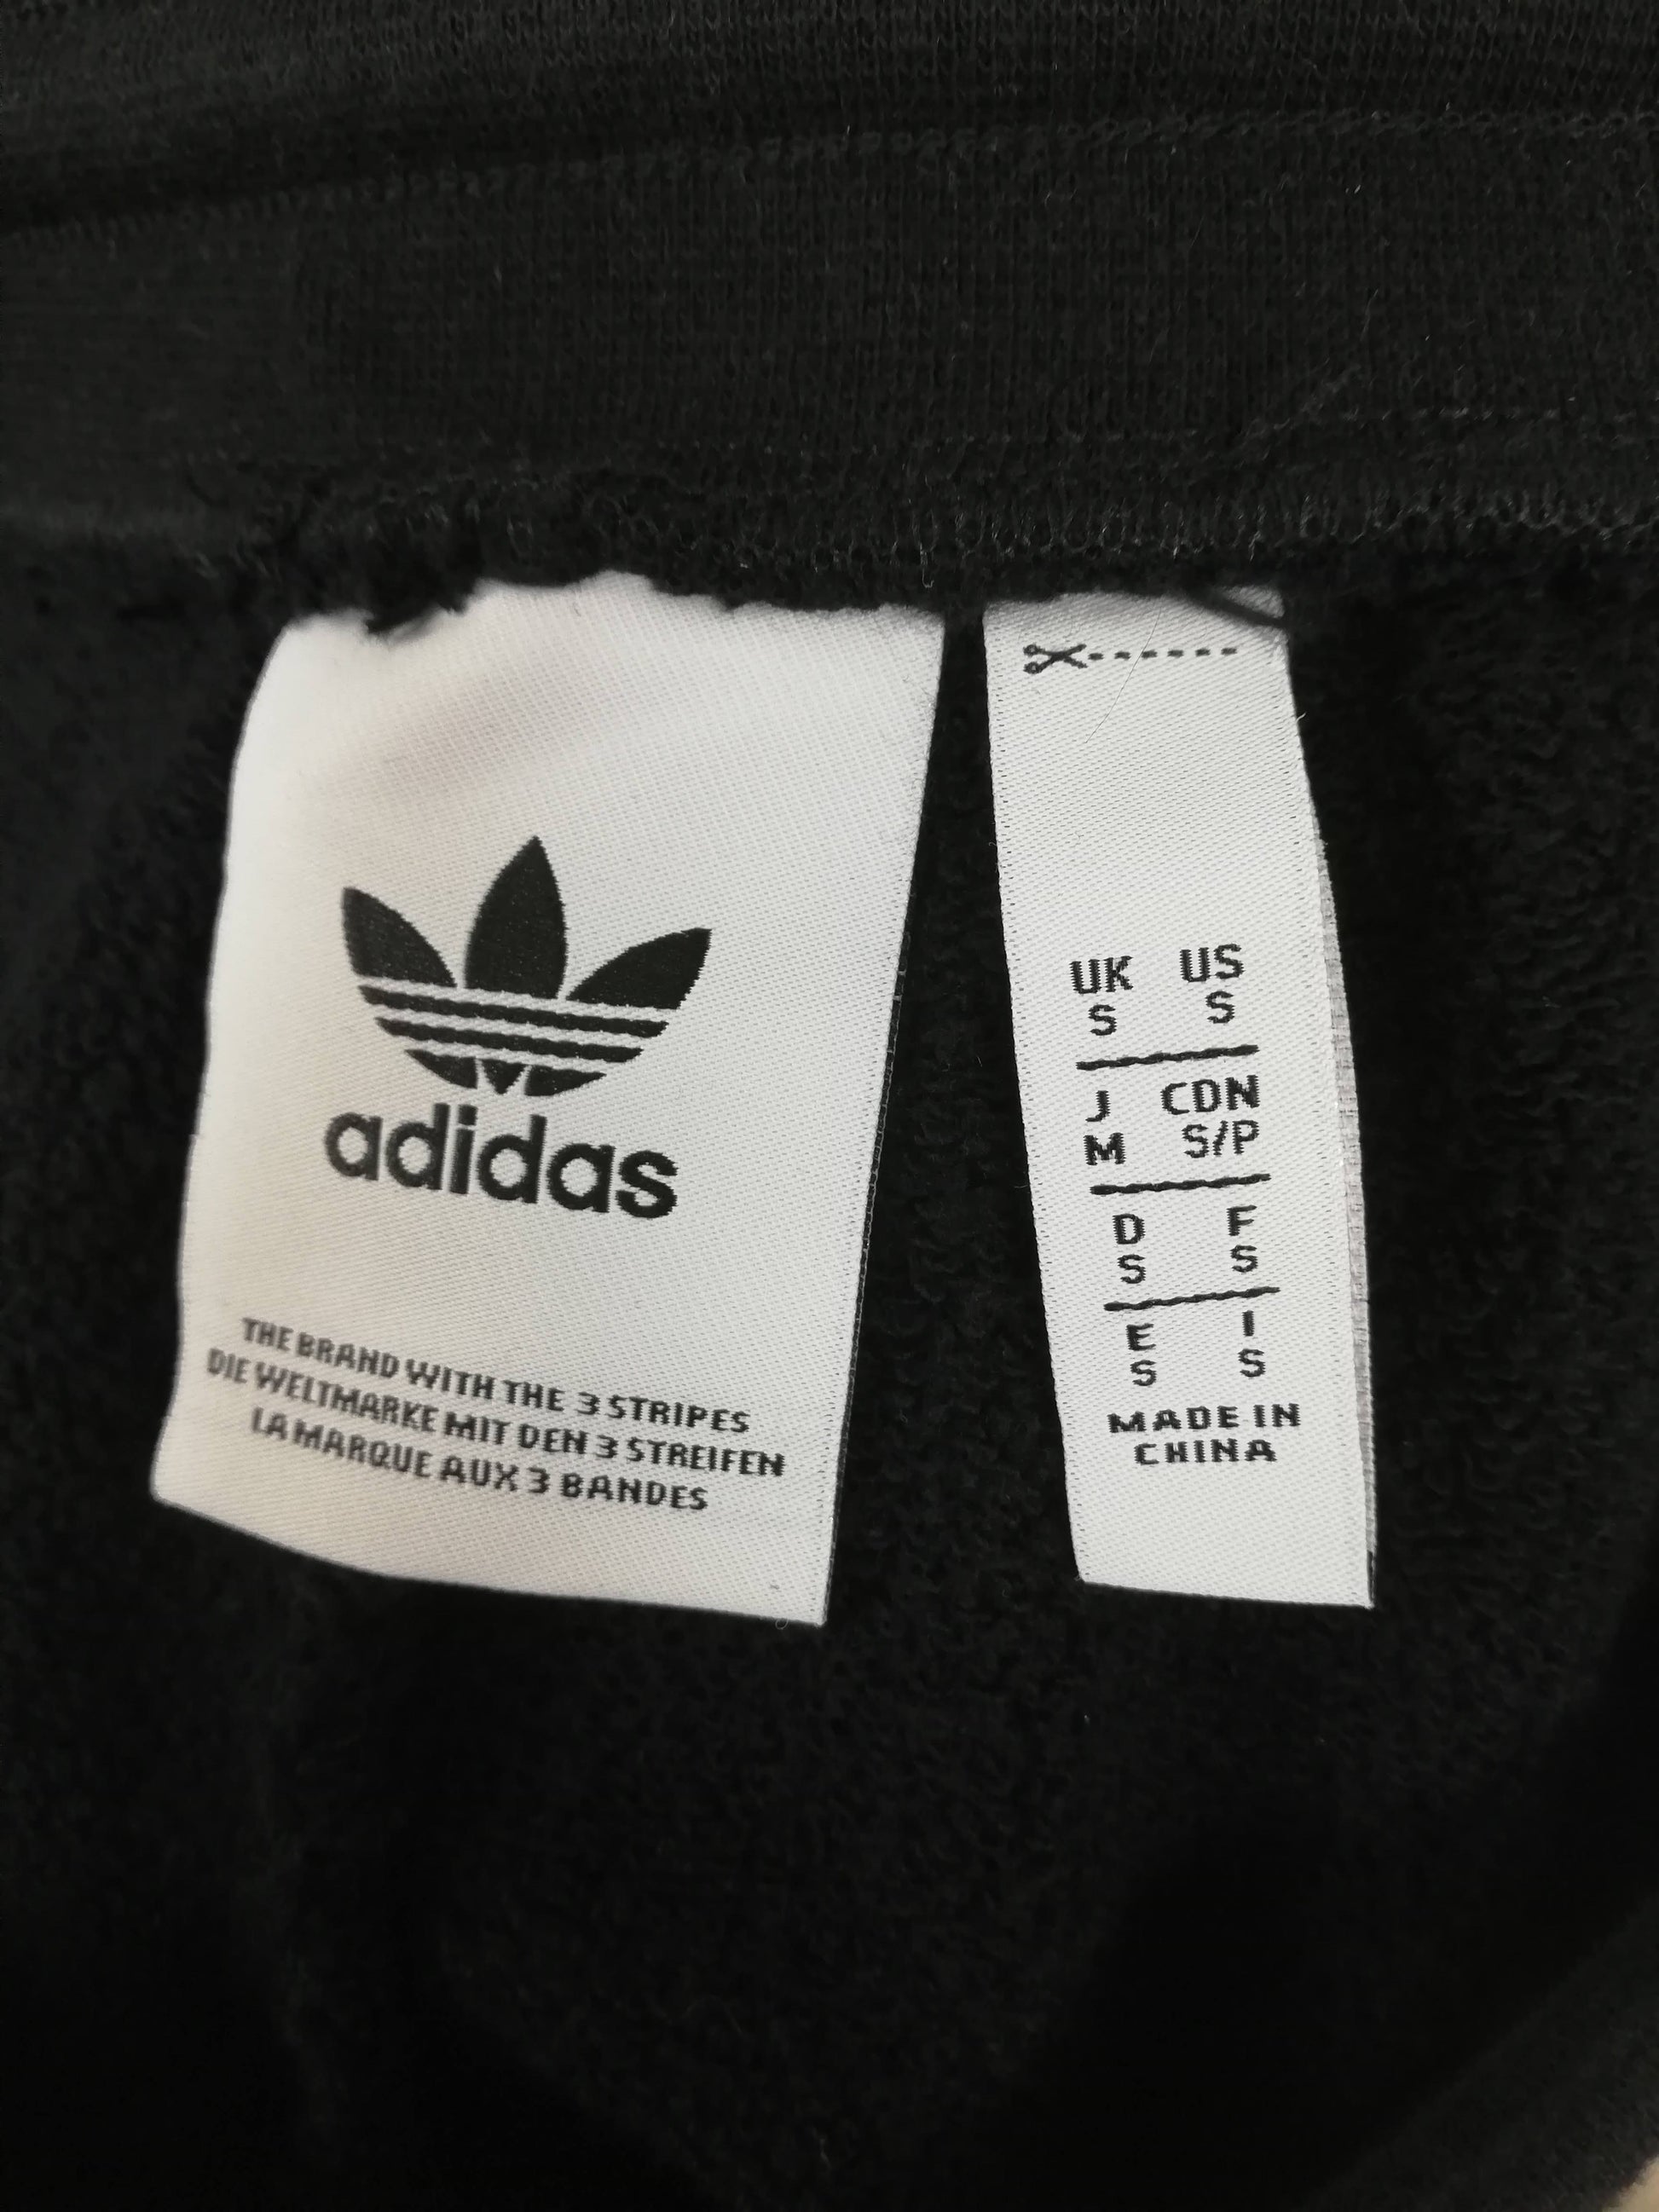 adidas
THE BRAND WITH THE 3 STRIPES
DIE WELTMARKE MIT DEN 3 STREIFEN
LA MARQUE AUX 3 BANDES
UK US
S S
J CDN
M S/P
D F
S S
E I
S S
MADE IN
CHINA